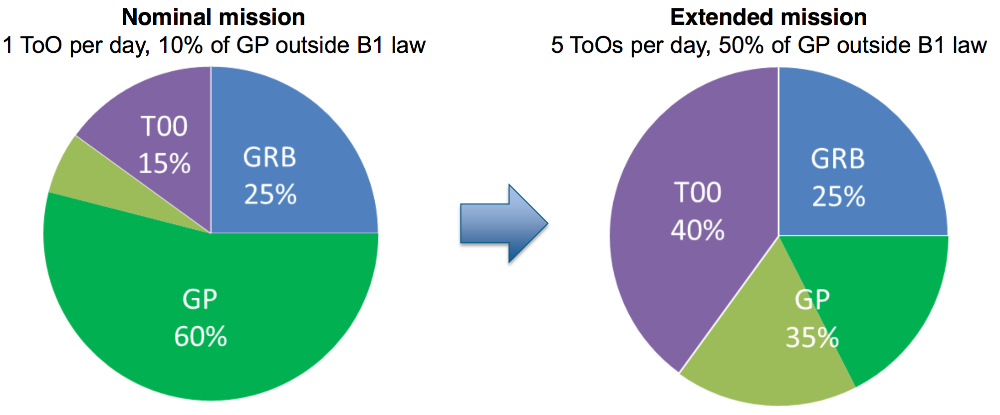 Nominal mission
1 ToO per day, 10% of GP outside B1 law
Extended mission
5 ToOs per day, 50% of GP outside B1 law
TOO
15%
GRB
25%
GP
60%
TOO
40%
GRB
25%
GP
35%